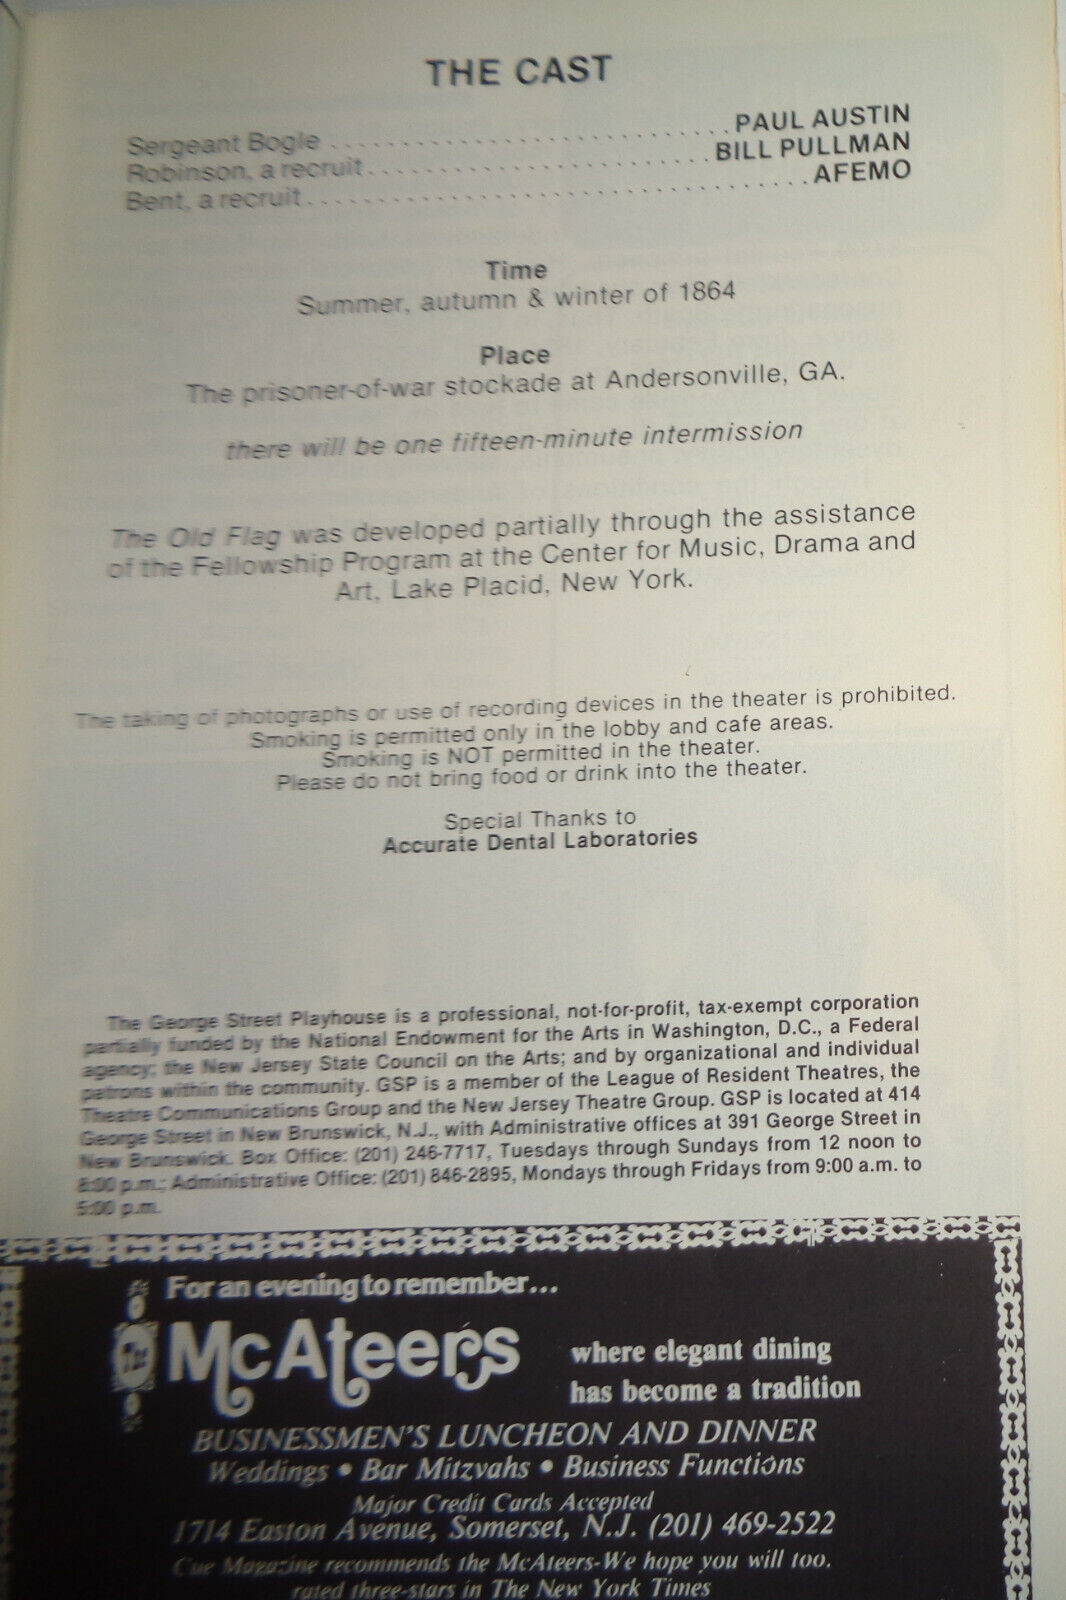 THE CAST
Sergeant Bogle . . . . . . . . . . . . . . . . . . . . . . . . . . . PAUL AUSTIN
Robinson, a recruit . . . . . . . . . . . . . . . . . . . . . . . . BILL PULLMAN
Bent, a recruit . . . . . . . . . . . . . . . . . . . . . . . . . . . . . . . . . . AFEMO
Time
Summer, autumn & winter of 1864
Place
The prisoner-of-war stockade at Andersonville, GA.
there will be one fifteen-minute intermission
The Old Flag was developed partially through the assistance
of the Fellowship Program at the Center for Music, Drama and
Art, Lake Placid, New York.
The taking of photographs or use of recording devices in the theater is prohibited.
Smoking is permitted only in the lobby and cafe areas.
Smoking is NOT permitted in the theater.
Please do not bring food or drink into the theater.
Special Thanks to
Accurate Dental Laboratories
The George Street Playhouse is a professional, not-for-profit, tax-exempt corporation
partially funded by the National Endowment for the Arts in Washington, D.C., a Federal
agency; the New Jersey State Council on the Arts; and by organizational and individual
patrons within the community. GSP is a member of the League of Resident Theatres, the
Theatre Communications Group and the New Jersey Theatre Group. GSP is located at 414
George Street in New Brunswick, N.J., with Administrative offices at 391 George Street in
New Brunswick. Box Office: (201) 246-7717, Tuesdays through Sundays from 12 noon to
8:00 p.m.; Administrative Office: (201) 846-2895, Mondays through Fridays from 9:00 a.m. to
5:00 p.m.
For an evening to remember...
McAteers
where elegant dining
has become a tradition
BUSINESSMEN'S LUNCHEON AND DINNER
Weddings • Bar Mitzvahs • Business Functions
Major Credit Cards Accepted
1714 Easton Avenue, Somerset, N.J. (201) 469-2522
Cue Magazine recommends the McAteers-We hope you will too.
rated three-stars in The New York Times